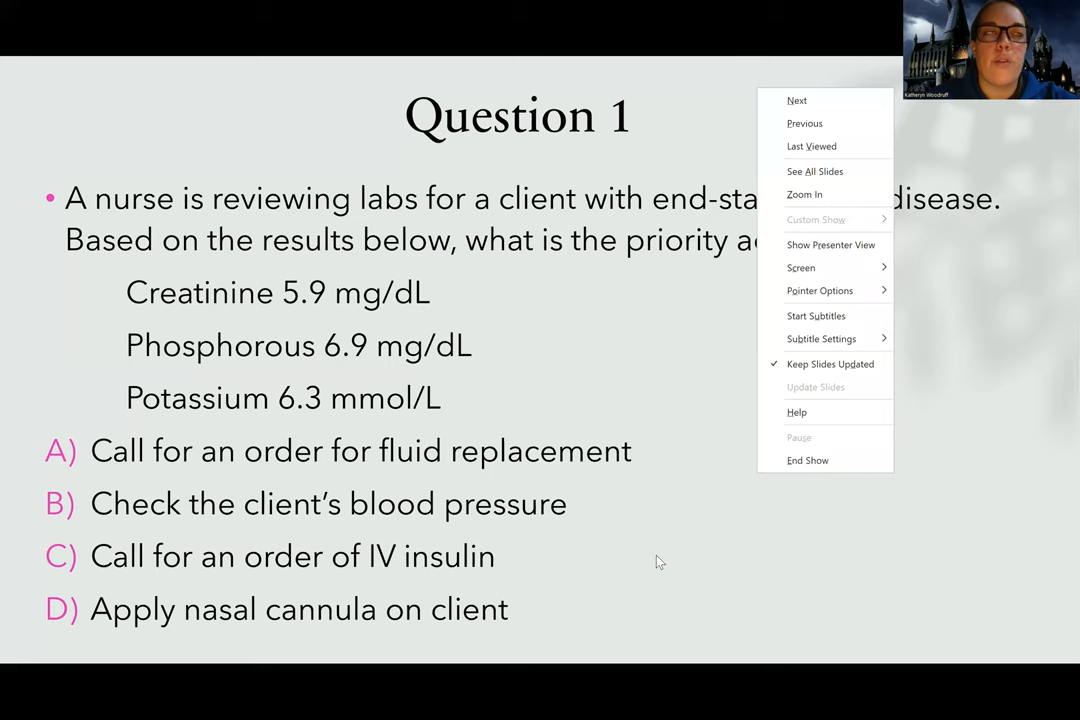 Katheryn Woodruff
Question 1
• A nurse is reviewing labs for a client with end-sta disease.
Based on the results below, what is the priority a
Creatinine 5.9 mg/dL
Phosphorous 6.9 mg/dL
Potassium 6.3 mmol/L
A) Call for an order for fluid replacement
B) Check the client’s blood pressure
C) Call for an order of IV insulin
D) Apply nasal cannula on client
Next
Previous
Last Viewed
See All Slides
Zoom In
Custom Show
Show Presenter View
Screen
Pointer Options
Start Subtitles
Subtitle Settings
Keep Slides Updated
Update Slides
Help
Pause
End Show